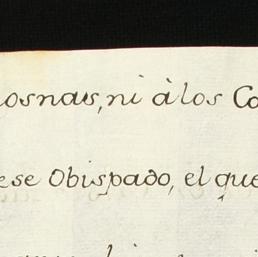 osnas, ni à los Co
ese Obispado, el que